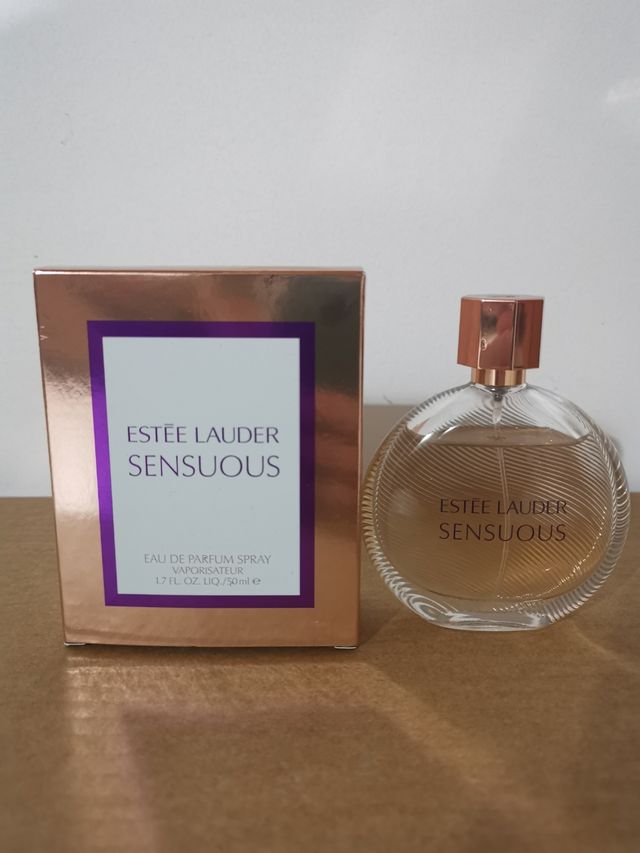 ESTĒE LAUDER
SENSUOUS
EAU DE PARFUM SPRAY
VAPORISATEUR
1.7 FL. OZ. LIQ./50 ml ℮
ESTĒE LAUDER
SENSUOUS